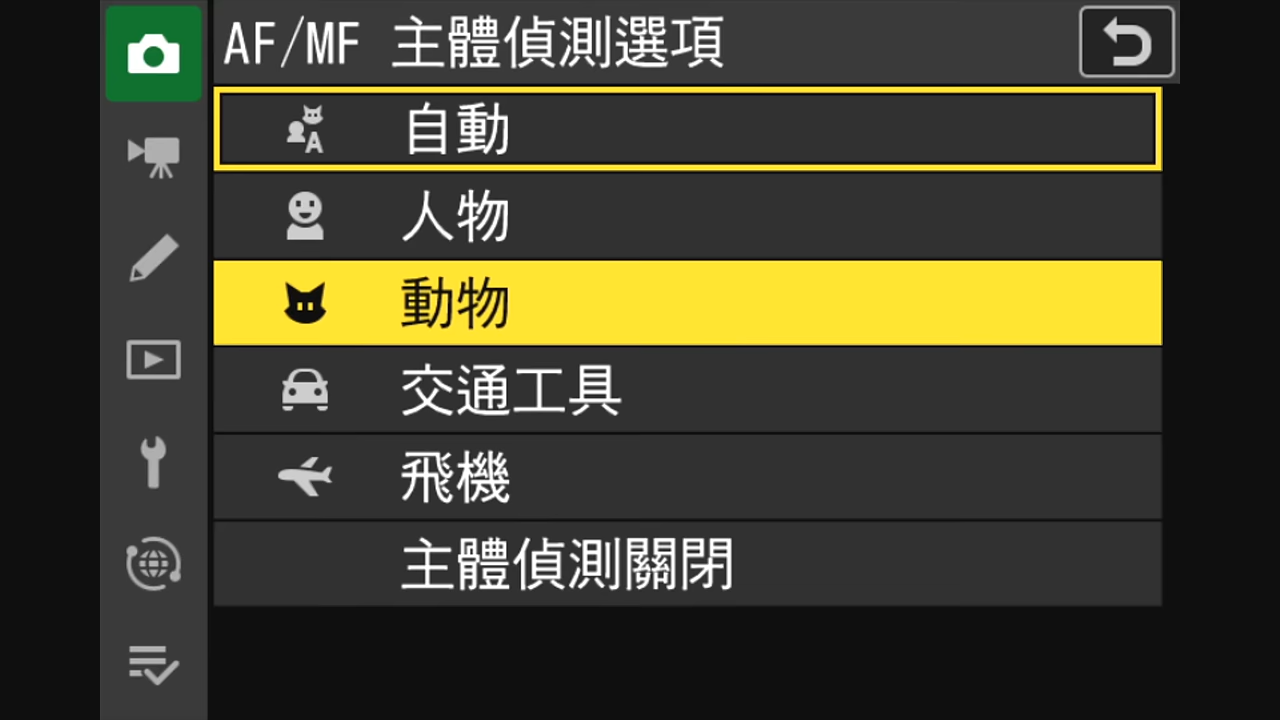 AF/MF 主體偵測選項
自動
人物
動物
交通工具
飛機
主體偵測關閉